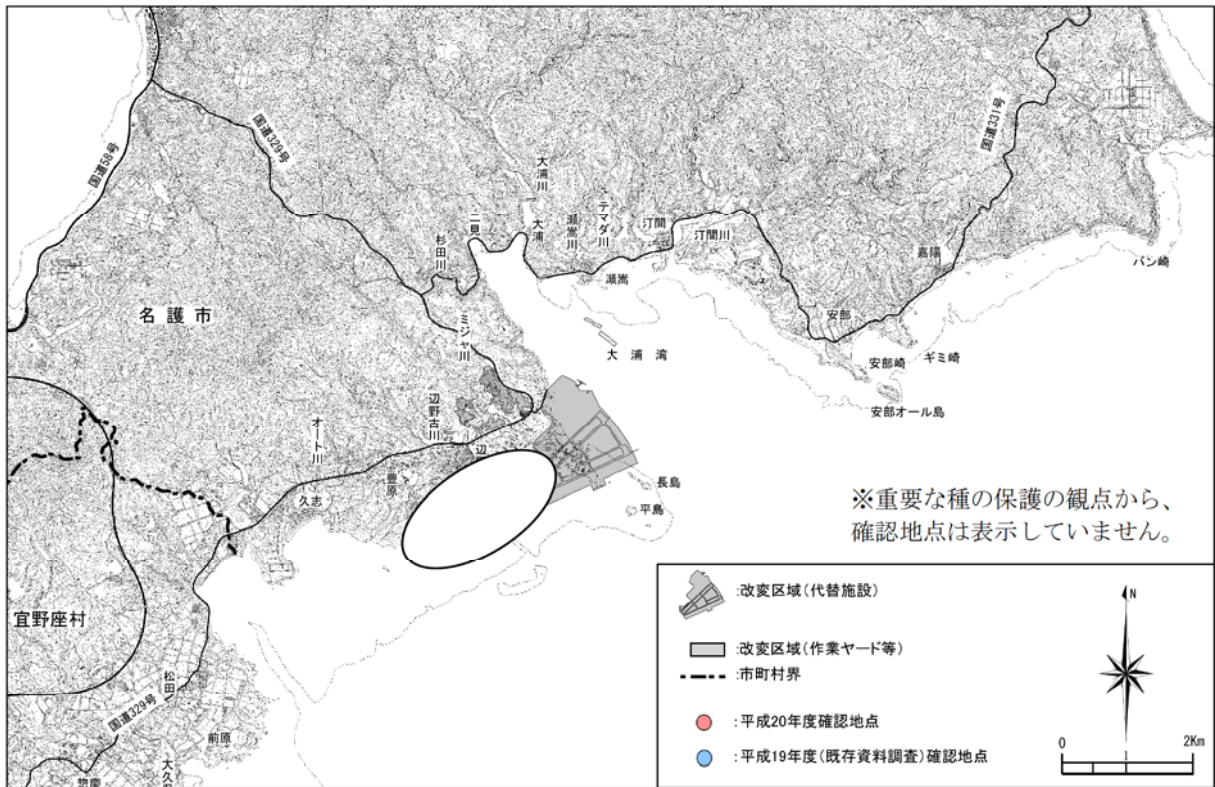 国道58号
国道329号
国道331号
大浦川
大浦
瀬嵩川
テマダ川
汀間
汀間川
二見
杉田川
瀬嵩
嘉陽
バン崎
名護市
ミジャ川
大浦湾
安部
安部崎
ギミ崎
安部オール島
辺野古川
オート川
辺
豊原
久志
長島
平島
※重要な種の保護の観点から、
確認地点は表示していません。
宜野座村
松田
国道329号
前原
惣慶
:改変区域(代替施設)
:改変区域(作業ヤード等)
:市町村界
:平成20年度確認地点
:平成19年度(既存資料調査)確認地点
N
0 2Km